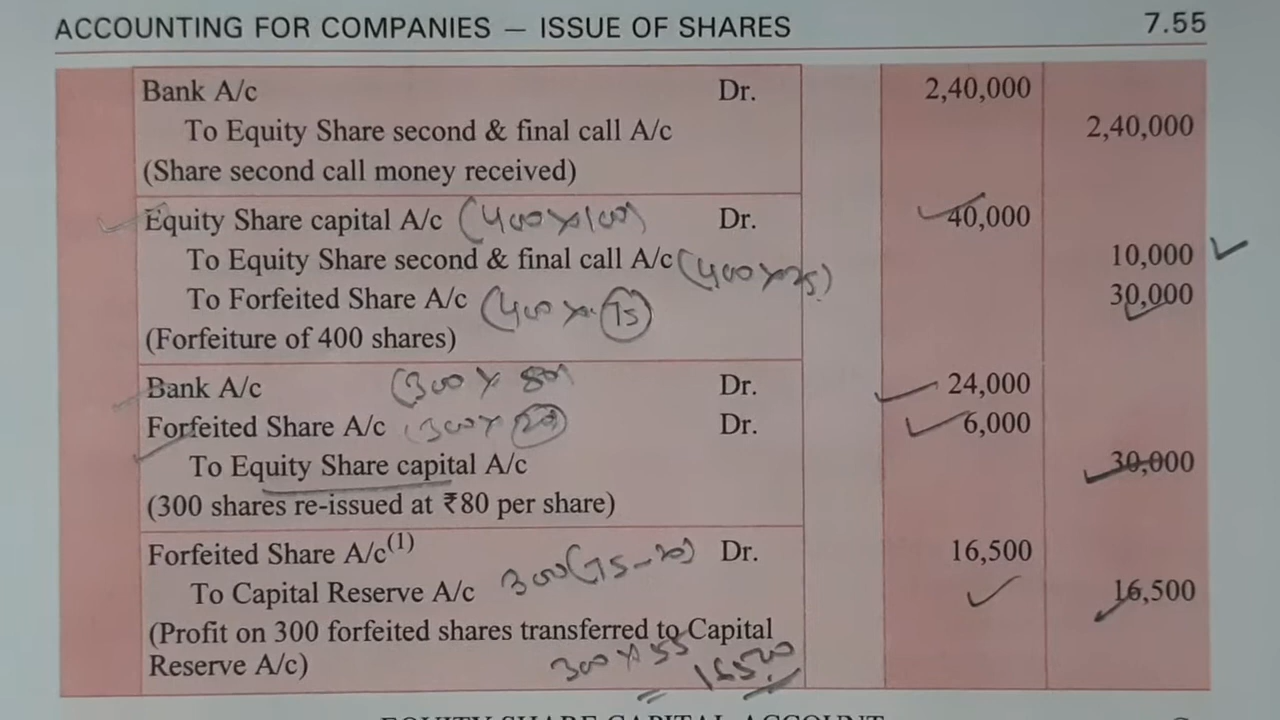 ACCOUNTING FOR COMPANIES — ISSUE OF SHARES 7.55
Bank A/c Dr. 2,40,000
To Equity Share second & final call A/c 2,40,000
(Share second call money received)
Equity Share capital A/c (400×100) Dr. 40,000
To Equity Share second & final call A/c (400×25) 10,000
To Forfeited Share A/c (400×75) 30,000
(Forfeiture of 400 shares)
Bank A/c (300×80) Dr. 24,000
Forfeited Share A/c (300×20) Dr. 6,000
To Equity Share capital A/c 30,000
(300 shares re-issued at ₹80 per share)
Forfeited Share A/c(1) 300(75-20) Dr. 16,500
To Capital Reserve A/c 16,500
(Profit on 300 forfeited shares transferred to Capital
Reserve A/c) 300×55 = 16500
EQUITY SHARE CAPITAL ACCOUNT